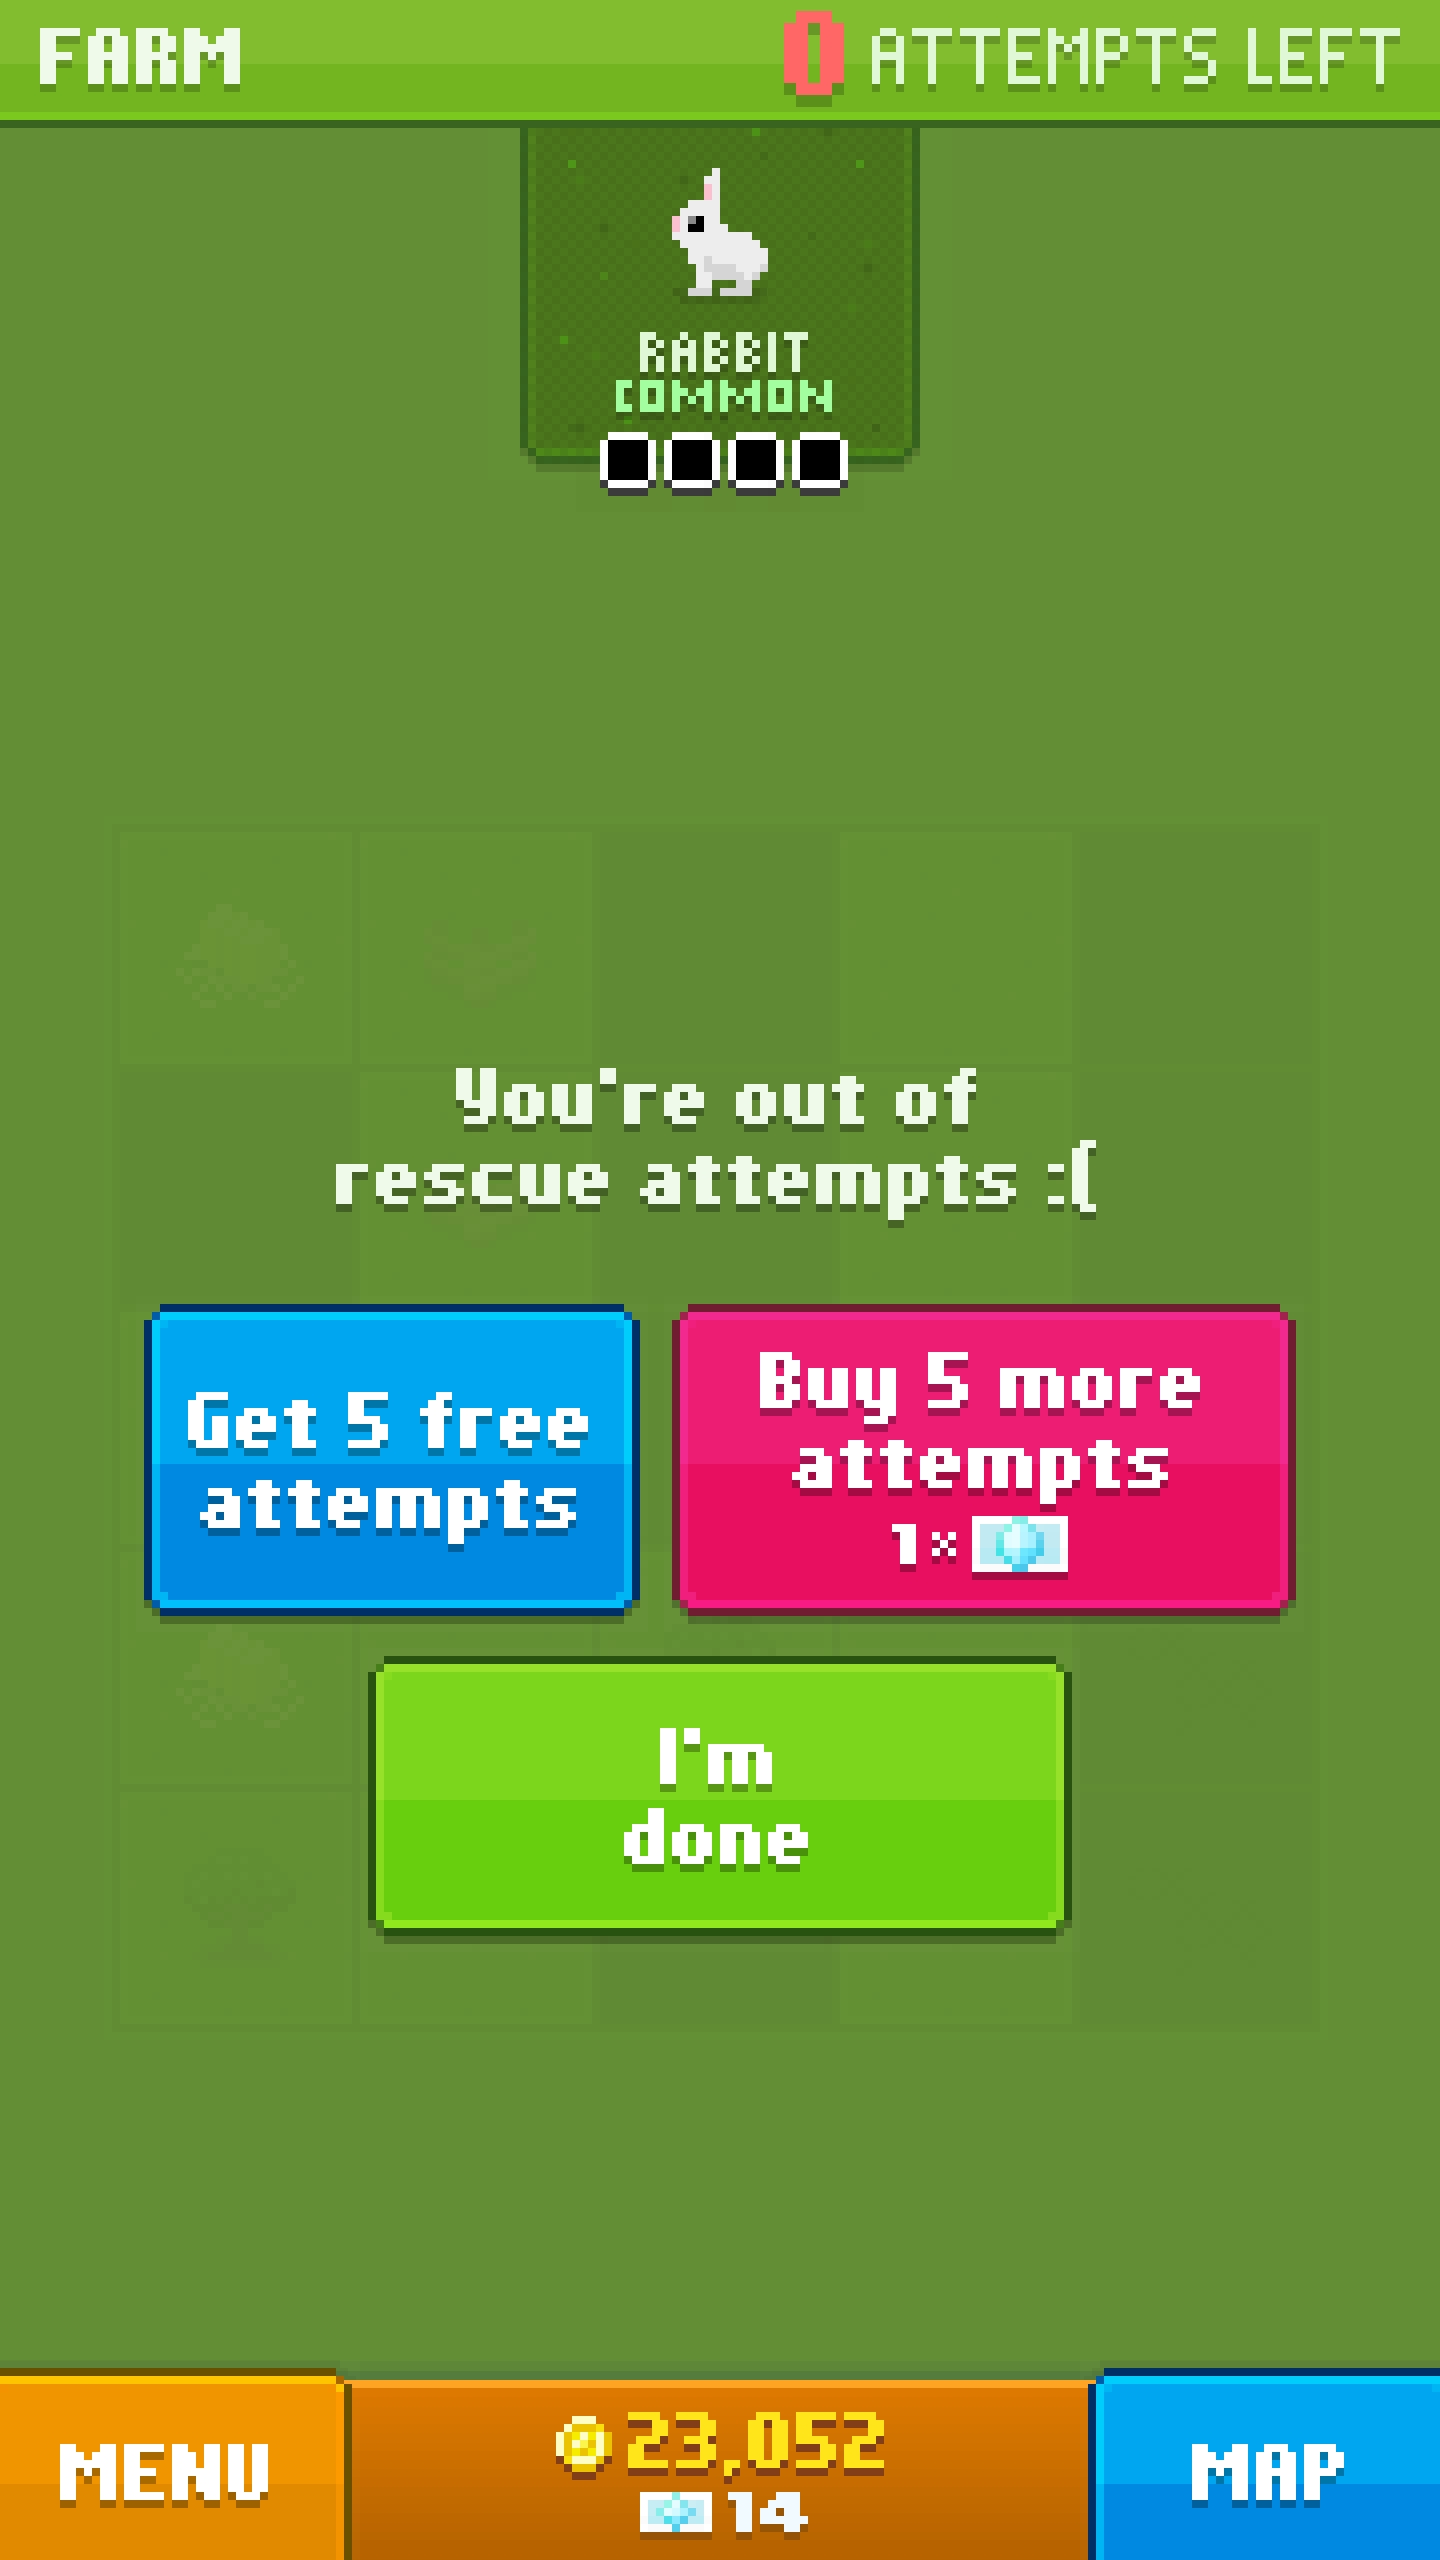 FARM
0 ATTEMPTS LEFT
RABBIT
COMMON
You're out of
rescue attempts :(
Get 5 free
attempts
Buy 5 more
attempts
1×
I'm
done
MENU
23,052
14
MAP